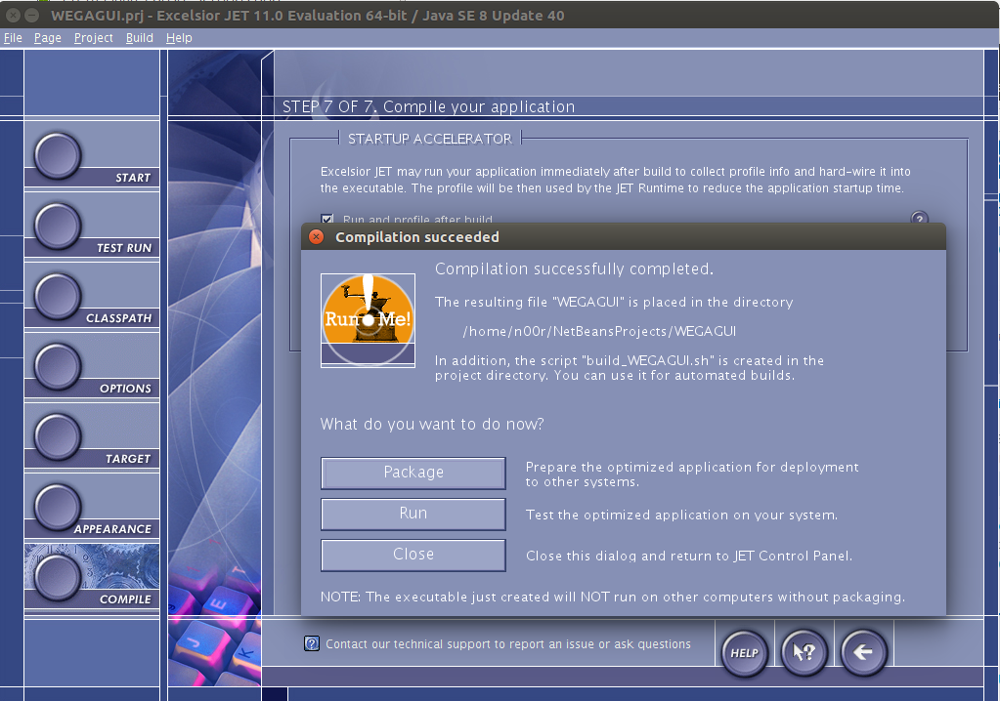 WEGAGUI.prj - Excelsior JET 11.0 Evaluation 64-bit / Java SE 8 Update 40
File Page Project Build Help
STEP 7 OF 7. Compile your application
STARTUP ACCELERATOR
Excelsior JET may run your application immediately after build to collect profile info and hard-wire it into
the executable. The profile will be then used by the JET Runtime to reduce the application startup time.
Run and profile after build
?
START
TEST RUN
CLASSPATH
OPTIONS
TARGET
APPEARANCE
COMPILE
Compilation succeeded
Run Me!
Compilation successfully completed.
The resulting file "WEGAGUI" is placed in the directory
/home/n00r/NetBeansProjects/WEGAGUI
In addition, the script "build_WEGAGUI.sh" is created in the
project directory. You can use it for automated builds.
What do you want to do now?
Package
Prepare the optimized application for deployment
to other systems.
Run
Test the optimized application on your system.
Close
Close this dialog and return to JET Control Panel.
NOTE: The executable just created will NOT run on other computers without packaging.
E
J
K
? Contact our technical support to report an issue or ask questions
HELP
?